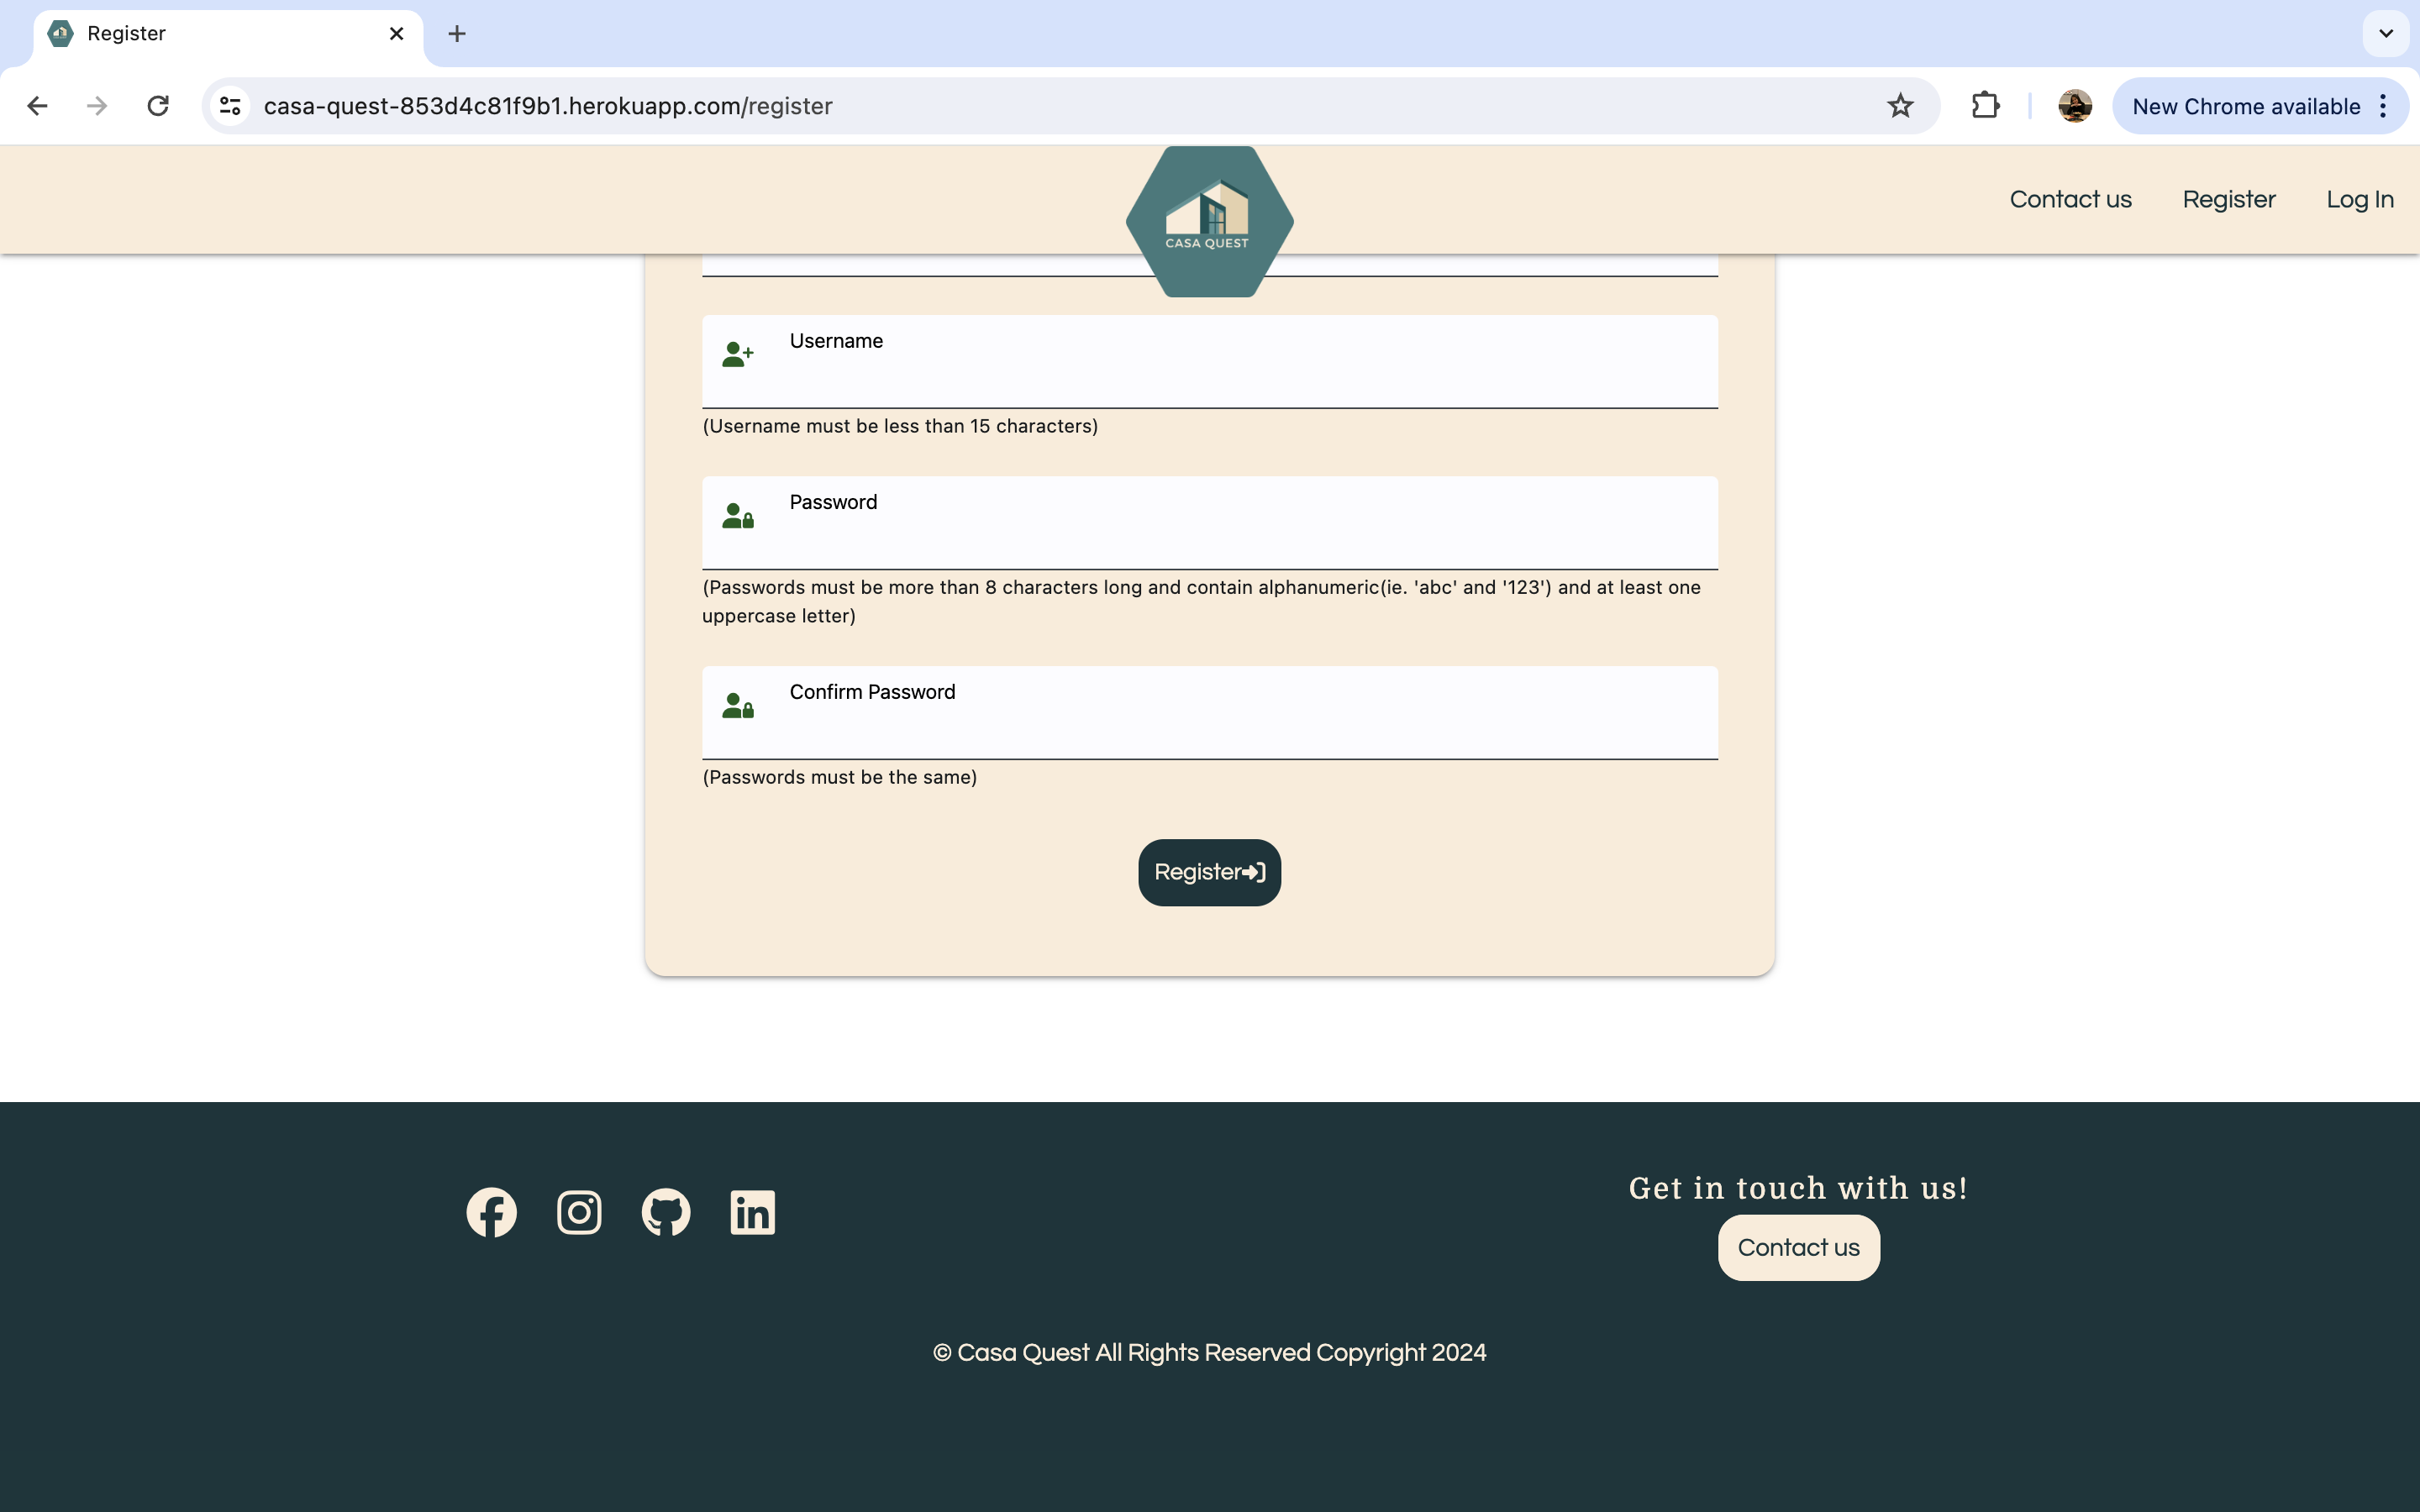 Register
casa-quest-853d4c81f9b1.herokuapp.com/register
New Chrome available
CASA QUEST
Contact us
Register
Log In
Username
(Username must be less than 15 characters)
Password
(Passwords must be more than 8 characters long and contain alphanumeric(ie. 'abc' and '123') and at least one
uppercase letter)
Confirm Password
(Passwords must be the same)
Register
Get in touch with us!
Contact us
© Casa Quest All Rights Reserved Copyright 2024